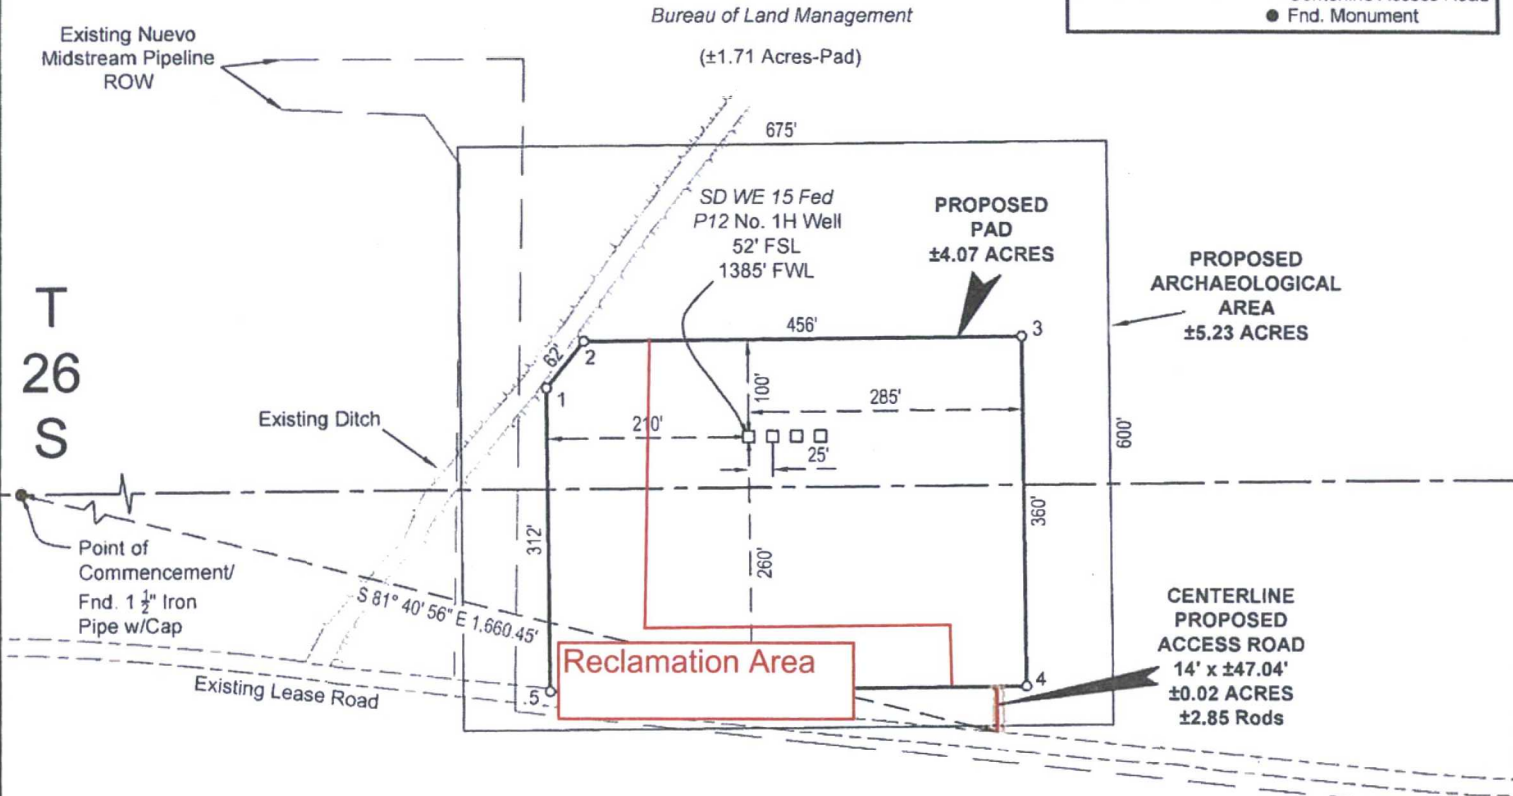 Bureau of Land Management
(±1.71 Acres-Pad)
Fnd. Monument
Existing Nuevo
Midstream Pipeline
ROW
675'
SD WE 15 Fed
P12 No. 1H Well
52' FSL
1385' FWL
PROPOSED
PAD
±4.07 ACRES
PROPOSED
ARCHAEOLOGICAL
AREA
±5.23 ACRES
T
26
S
456'
3
62'
2
1
100'
285'
Existing Ditch
210'
25'
600'
312'
360'
260'
Point of
Commencement/
Fnd. 1 1/2" Iron
Pipe w/Cap
S 81° 40' 56" E 1,660.45'
CENTERLINE
PROPOSED
ACCESS ROAD
14' x ±47.04'
±0.02 ACRES
±2.85 Rods
Reclamation Area
Existing Lease Road
5
4